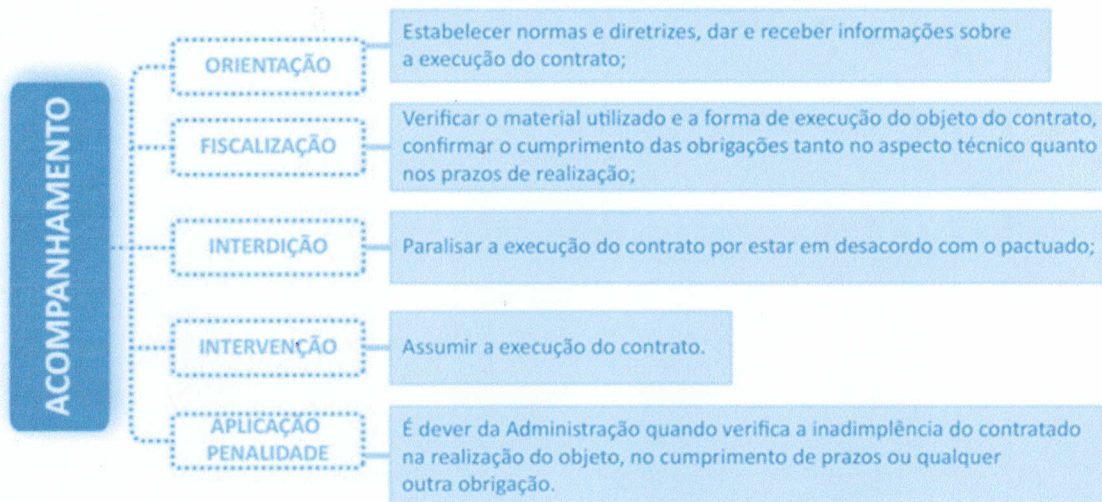 ACOMPANHAMENTO
ORIENTAÇÃO
Estabelecer normas e diretrizes, dar e receber informações sobre
a execução do contrato;
FISCALIZAÇÃO
Verificar o material utilizado e a forma de execução do objeto do contrato,
confirmar o cumprimento das obrigações tanto no aspecto técnico quanto
nos prazos de realização;
INTERDIÇÃO
Paralisar a execução do contrato por estar em desacordo com o pactuado;
INTERVENÇÃO
Assumir a execução do contrato.
APLICAÇÃO
PENALIDADE
É dever da Administração quando verifica a inadimplência do contratado
na realização do objeto, no cumprimento de prazos ou qualquer
outra obrigação.